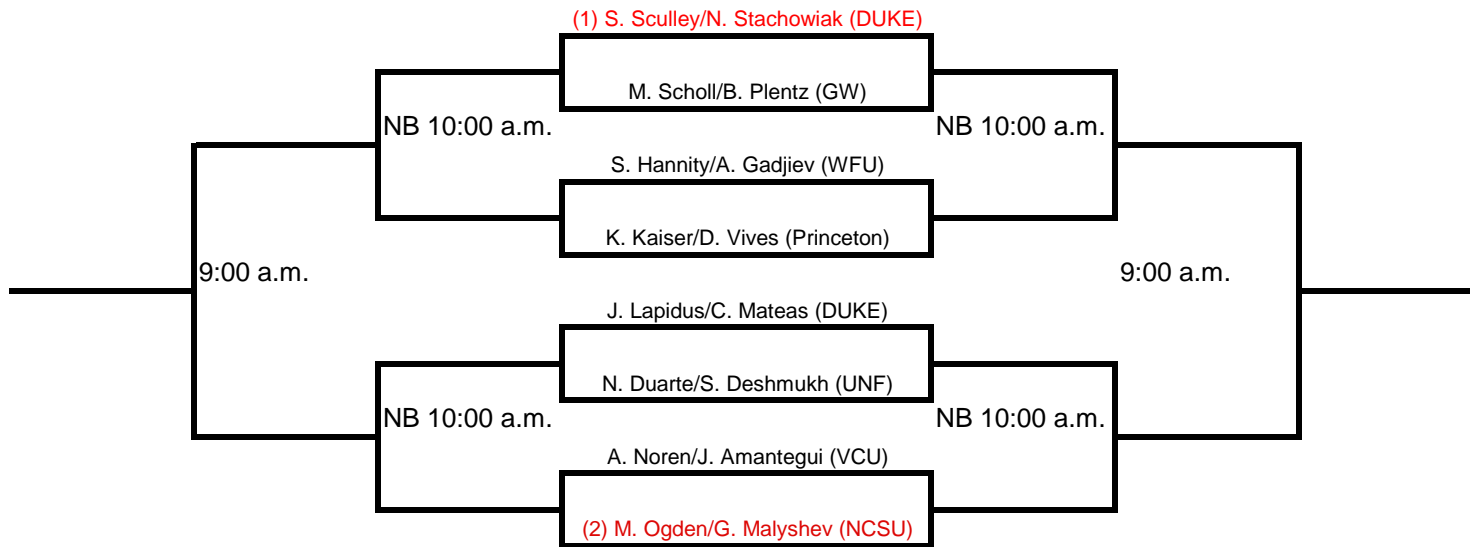 (1) S. Sculley/N. Stachowiak (DUKE)
M. Scholl/B. Plentz (GW)
NB 10:00 a.m.
NB 10:00 a.m.
S. Hannity/A. Gadjiev (WFU)
K. Kaiser/D. Vives (Princeton)
9:00 a.m.
9:00 a.m.
J. Lapidus/C. Mateas (DUKE)
N. Duarte/S. Deshmukh (UNF)
NB 10:00 a.m.
NB 10:00 a.m.
A. Noren/J. Amantegui (VCU)
(2) M. Ogden/G. Malyshev (NCSU)